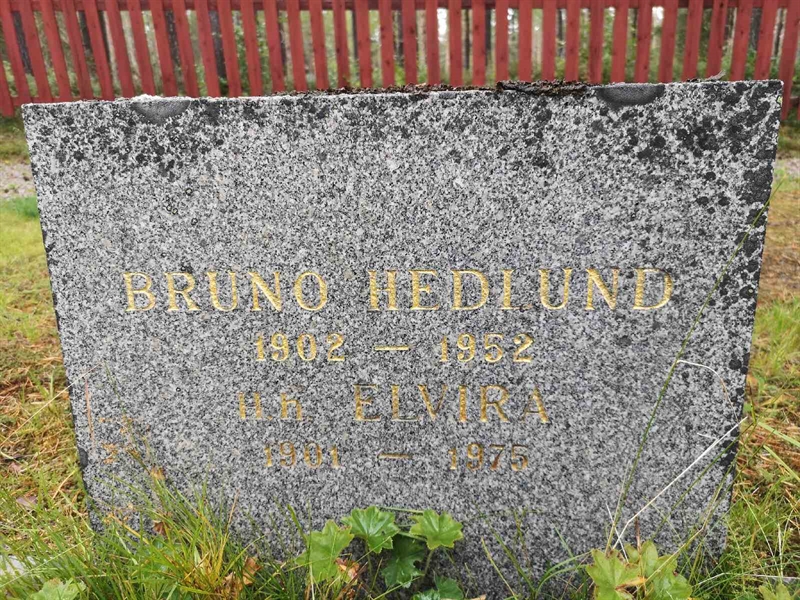 BRUNO HEDLUND
1902 – 1952
H.h. ELVIRA
1901 – 1975